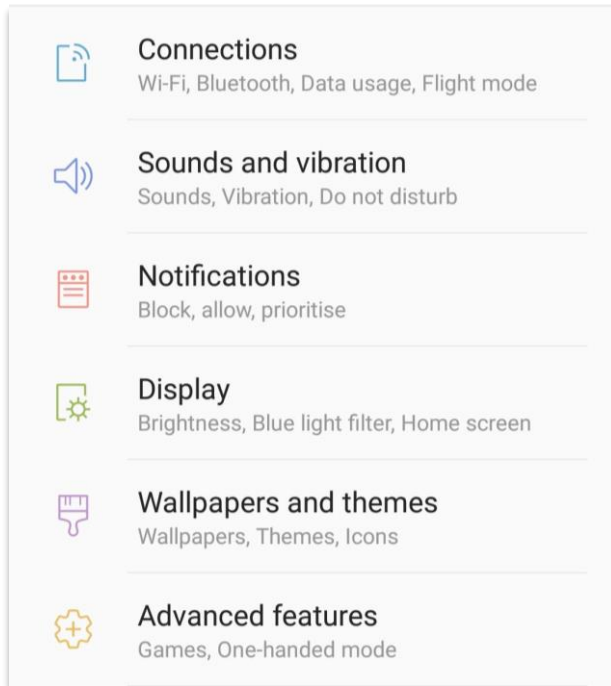 Connections
Wi-Fi, Bluetooth, Data usage, Flight mode
Sounds and vibration
Sounds, Vibration, Do not disturb
Notifications
Block, allow, prioritise
Display
Brightness, Blue light filter, Home screen
Wallpapers and themes
Wallpapers, Themes, Icons
Advanced features
Games, One-handed mode